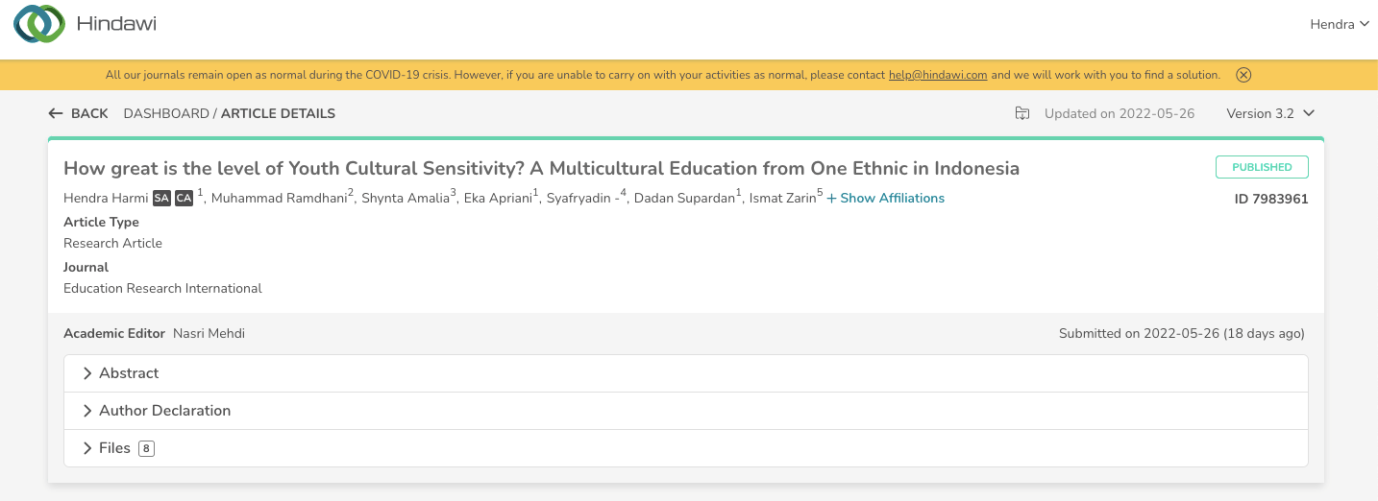 Hindawi
Hendra
All our journals remain open as normal during the COVID-19 crisis. However, if you are unable to carry on with your activities as normal, please contact help@hindawi.com and we will work with you to find a solution.
BACK DASHBOARD / ARTICLE DETAILS Updated on 2022-05-26 Version 3.2
How great is the level of Youth Cultural Sensitivity? A Multicultural Education from One Ethnic in Indonesia PUBLISHED
Hendra Harmi SA CA 1, Muhammad Ramdhani2, Shynta Amalia3, Eka Apriani1, Syafryadin -4, Dadan Supardan1, Ismat Zarin5 + Show Affiliations ID 7983961
Article Type
Research Article
Journal
Education Research International
Academic Editor Nasri Mehdi Submitted on 2022-05-26 (18 days ago)
Abstract
Author Declaration
Files 8